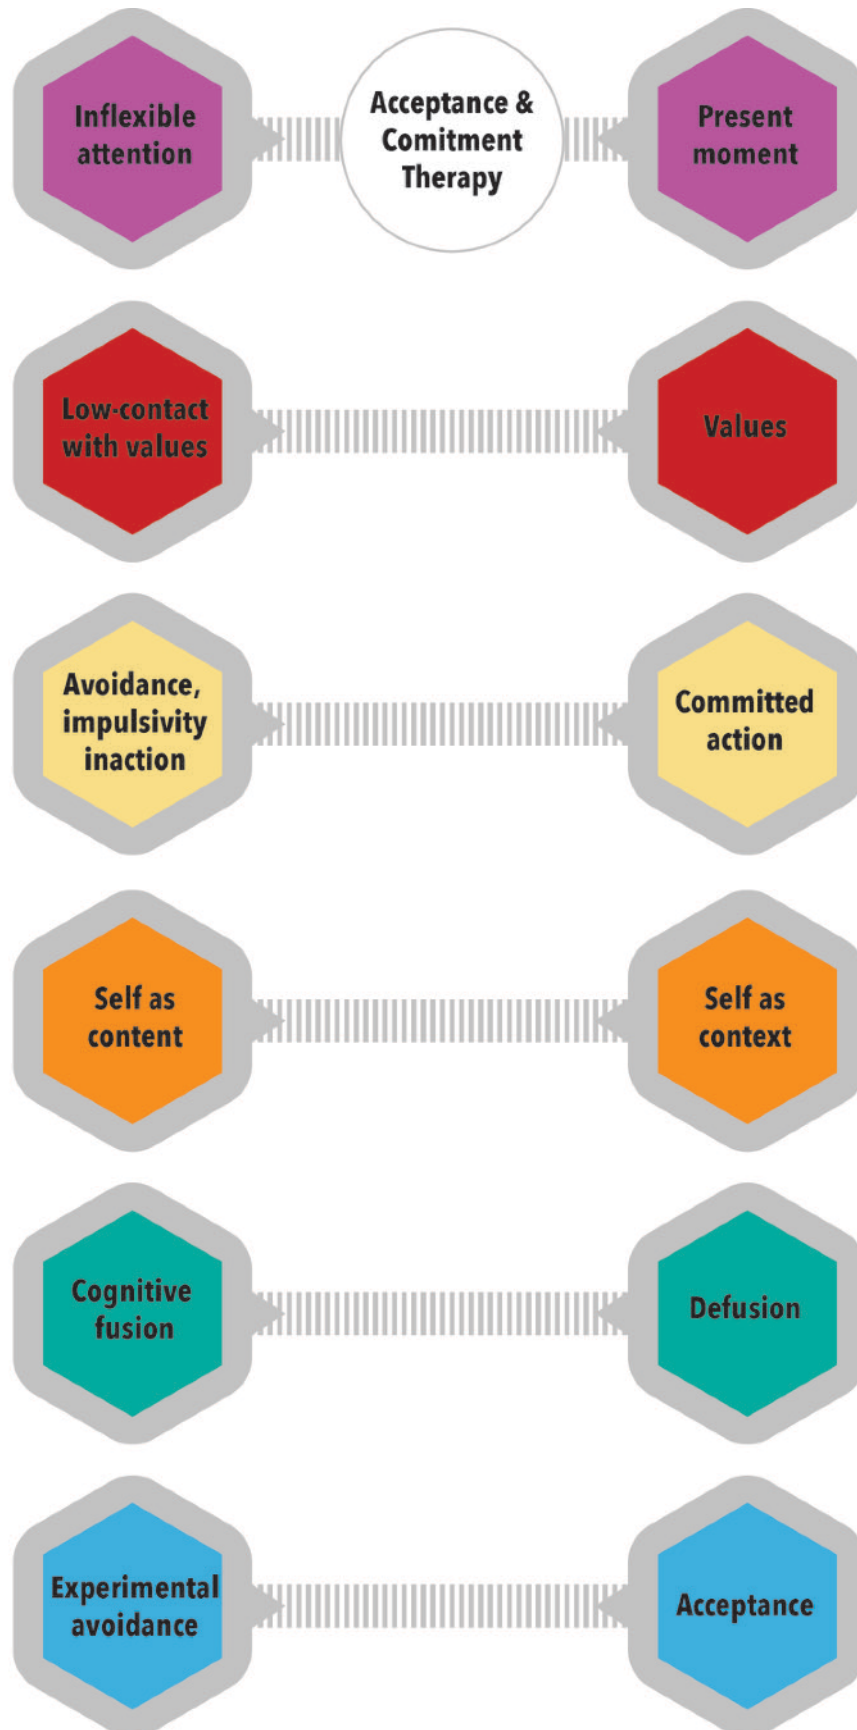 Inflexible
attention
Acceptance &
Comitment
Therapy
Present
moment
Low-contact
with values
Values
Avoidance,
impulsivity
inaction
Committed
action
Self as
content
Self as
context
Cognitive
fusion
Defusion
Experimental
avoidance
Acceptance